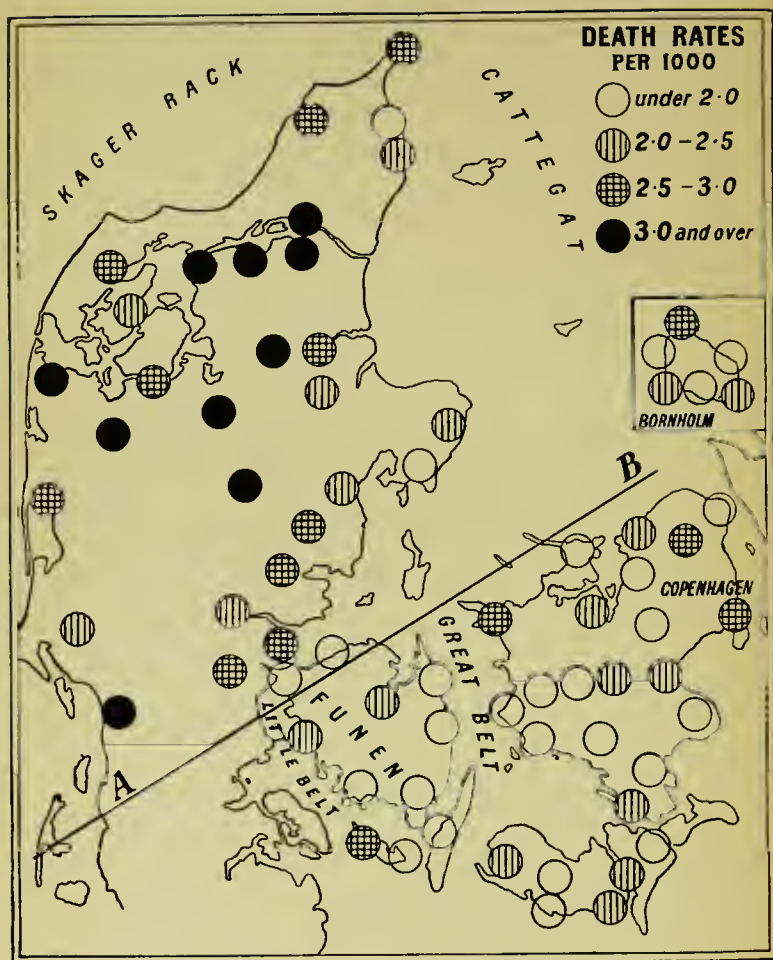 DEATH RATES
PER 1000
under 2·0
2·0 – 2·5
2·5 – 3·0
3·0 and over
SKAGER RACK
CATTEGAT
BORNHOLM
B
COPENHAGEN
GREAT BELT
FUNEN
LITTLE BELT
A